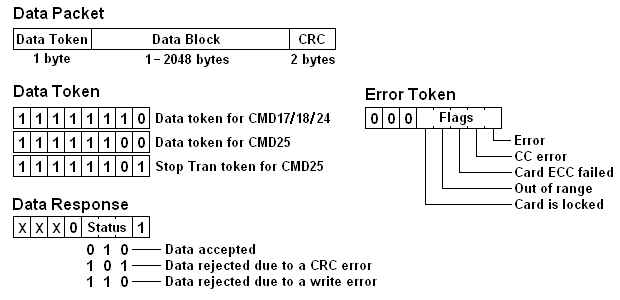 Data Packet
Data Token Data Block CRC
1 byte 1-2048 bytes 2 bytes
Data Token
1 1 1 1 1 1 1 0 Data token for CMD17/18/24
1 1 1 1 1 1 0 0 Data token for CMD25
1 1 1 1 1 1 0 1 Stop Tran token for CMD25
Error Token
0 0 0 Flags
Error
CC error
Card ECC failed
Out of range
Card is locked
Data Response
X X X 0 Status 1
0 1 0 Data accepted
1 0 1 Data rejected due to a CRC error
1 1 0 Data rejected due to a write error